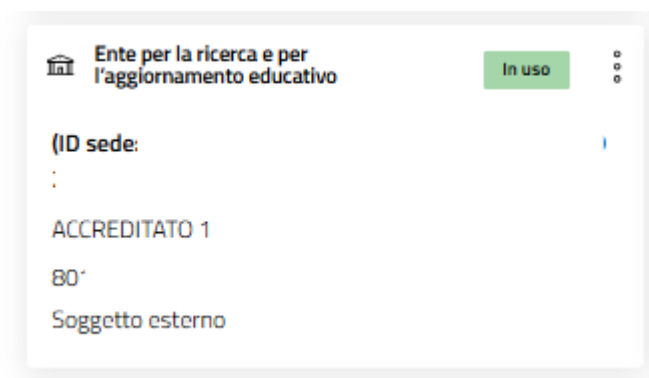 Ente per la ricerca e per
l'aggiornamento educativo
In uso
(ID sede:
ACCREDITATO 1
80
Soggetto esterno